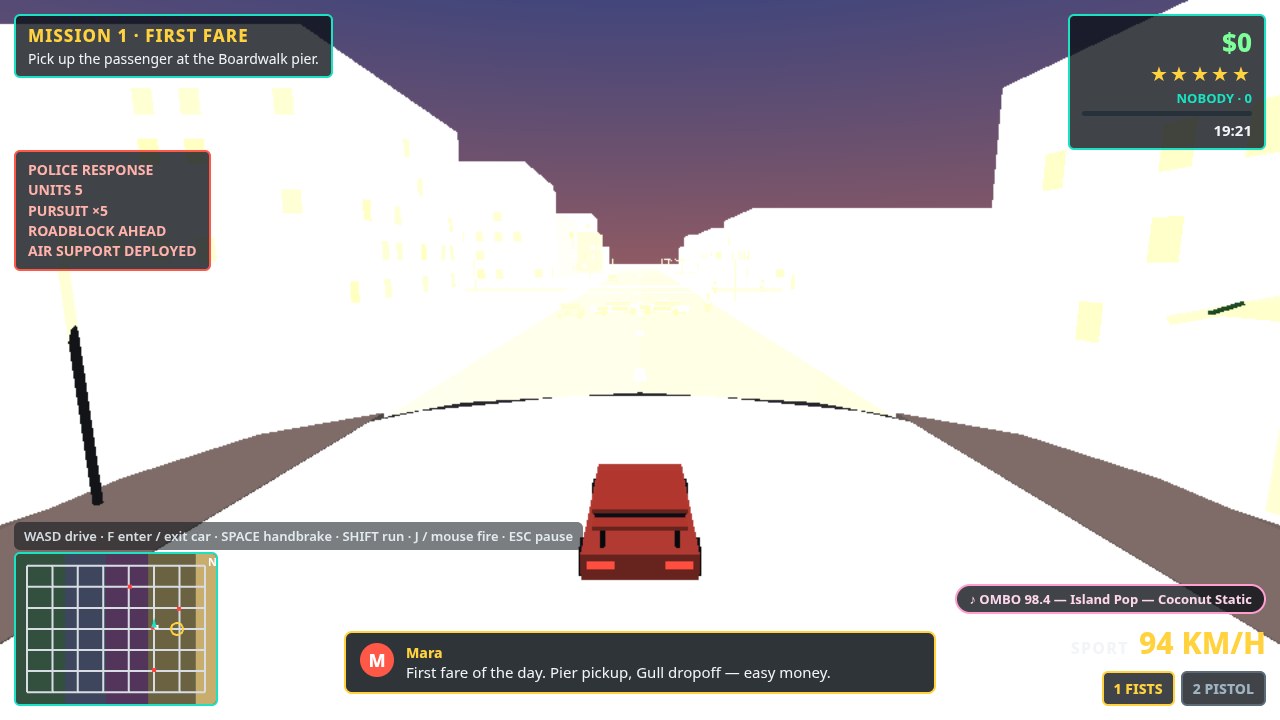 MISSION 1 · FIRST FARE
Pick up the passenger at the Boardwalk pier.
$0
★★★★★
NOBODY · 0
19:21
POLICE RESPONSE
UNITS 5
PURSUIT ×5
ROADBLOCK AHEAD
AIR SUPPORT DEPLOYED
WASD drive · F enter / exit car · SPACE handbrake · SHIFT run · J / mouse fire · ESC pause
N
♪ OMBO 98.4 — Island Pop — Coconut Static
SPORT 94 KM/H
M
Mara
First fare of the day. Pier pickup, Gull dropoff — easy money.
1 FISTS
2 PISTOL